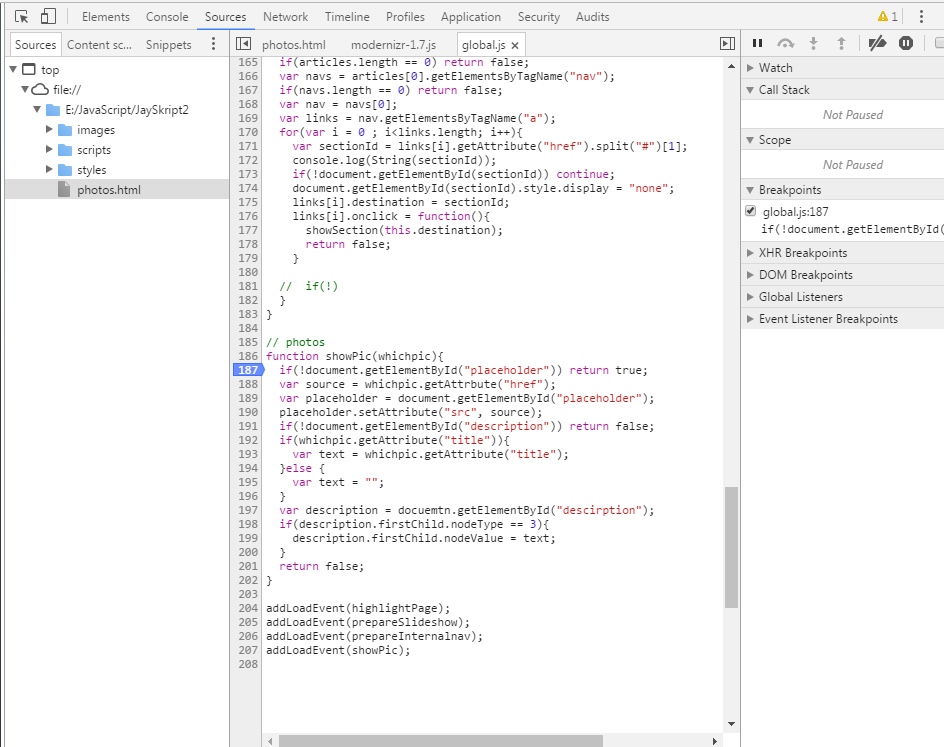 Elements Console Sources Network Timeline Profiles Application Security Audits 1
Sources Content sc... Snippets photos.html modernizr-1.7.js global.js ×
top
file://
E:/JavaScript/JaySkript2
images
scripts
styles
photos.html
165 if(articles.length == 0) return false;
166 var navs = articles[0].getElementsByTagName("nav");
167 if(navs.length == 0) return false;
168 var nav = navs[0];
169 var links = nav.getElementsByTagName("a");
170 for(var i = 0 ; i<links.length; i++){
171 var sectionId = links[i].getAttribute("href").split("#")[1];
172 console.log(String(sectionId));
173 if(!document.getElementById(sectionId)) continue;
174 document.getElementById(sectionId).style.display = "none";
175 links[i].destination = sectionId;
176 links[i].onclick = function(){
177 showSection(this.destination);
178 return false;
179 }
180
181 // if(!)
182 }
183 }
184
185 // photos
186 function showPic(whichpic){
187 if(!document.getElementById("placeholder")) return true;
188 var source = whichpic.getAttrbute("href");
189 var placeholder = document.getElementById("placeholder");
190 placeholder.setAttribute("src", source);
191 if(!document.getElementById("description")) return false;
192 if(whichpic.getAttribute("title")){
193 var text = whichpic.getAttribute("title");
194 }else {
195 var text = "";
196 }
197 var description = docuemtn.getElementById("descirption");
198 if(description.firstChild.nodeType == 3){
199 description.firstChild.nodeValue = text;
200 }
201 return false;
202 }
203
204 addLoadEvent(highlightPage);
205 addLoadEvent(prepareSlideshow);
206 addLoadEvent(prepareInternalnav);
207 addLoadEvent(showPic);
208
Watch
Call Stack
Not Paused
Scope
Not Paused
Breakpoints
global.js:187
if(!document.getElementById(
XHR Breakpoints
DOM Breakpoints
Global Listeners
Event Listener Breakpoints